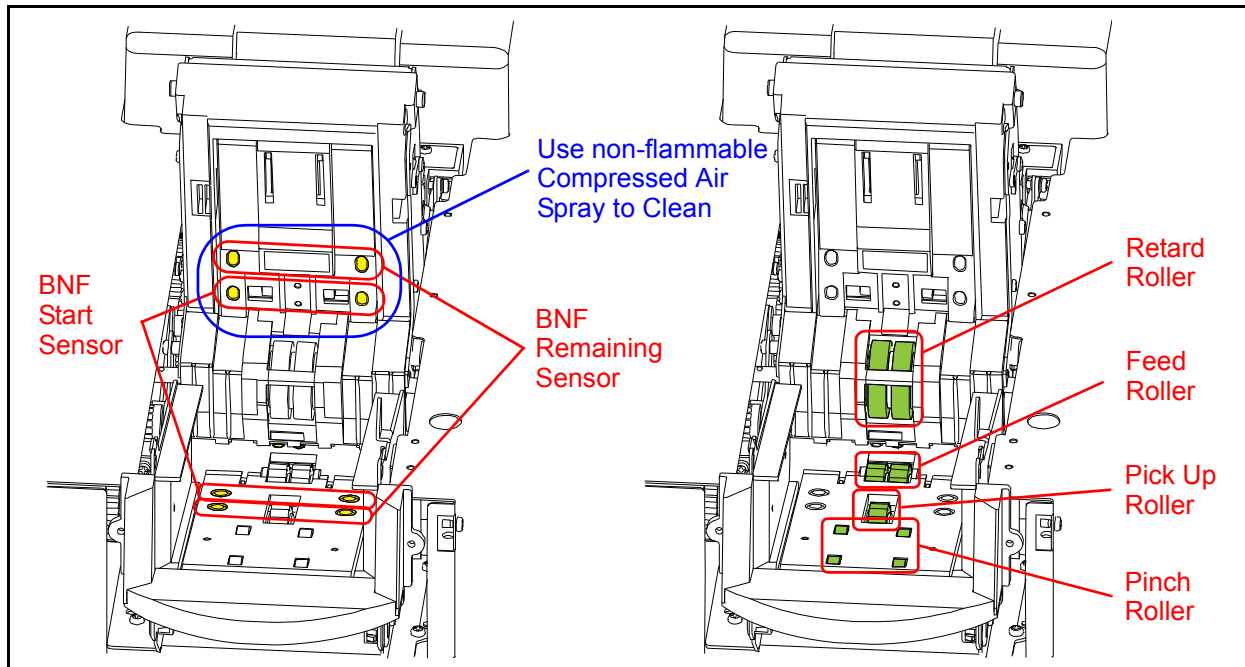 Use non-flammable
Compressed Air
Spray to Clean
BNF
Start
Sensor
BNF
Remaining
Sensor
Retard
Roller
Feed
Roller
Pick Up
Roller
Pinch
Roller